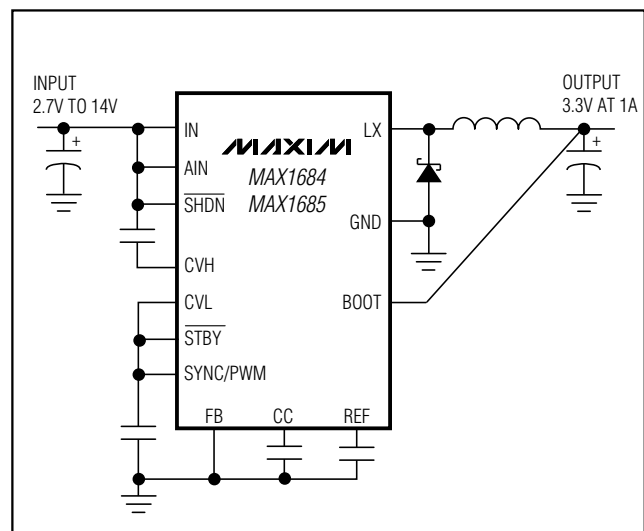 INPUT
2.7V TO 14V
OUTPUT
3.3V AT 1A
+
+
IN
LX
MAXIM
AIN
MAX1684
SHDN
MAX1685
GND
CVH
CVL
BOOT
STBY
SYNC/PWM
FB
CC
REF